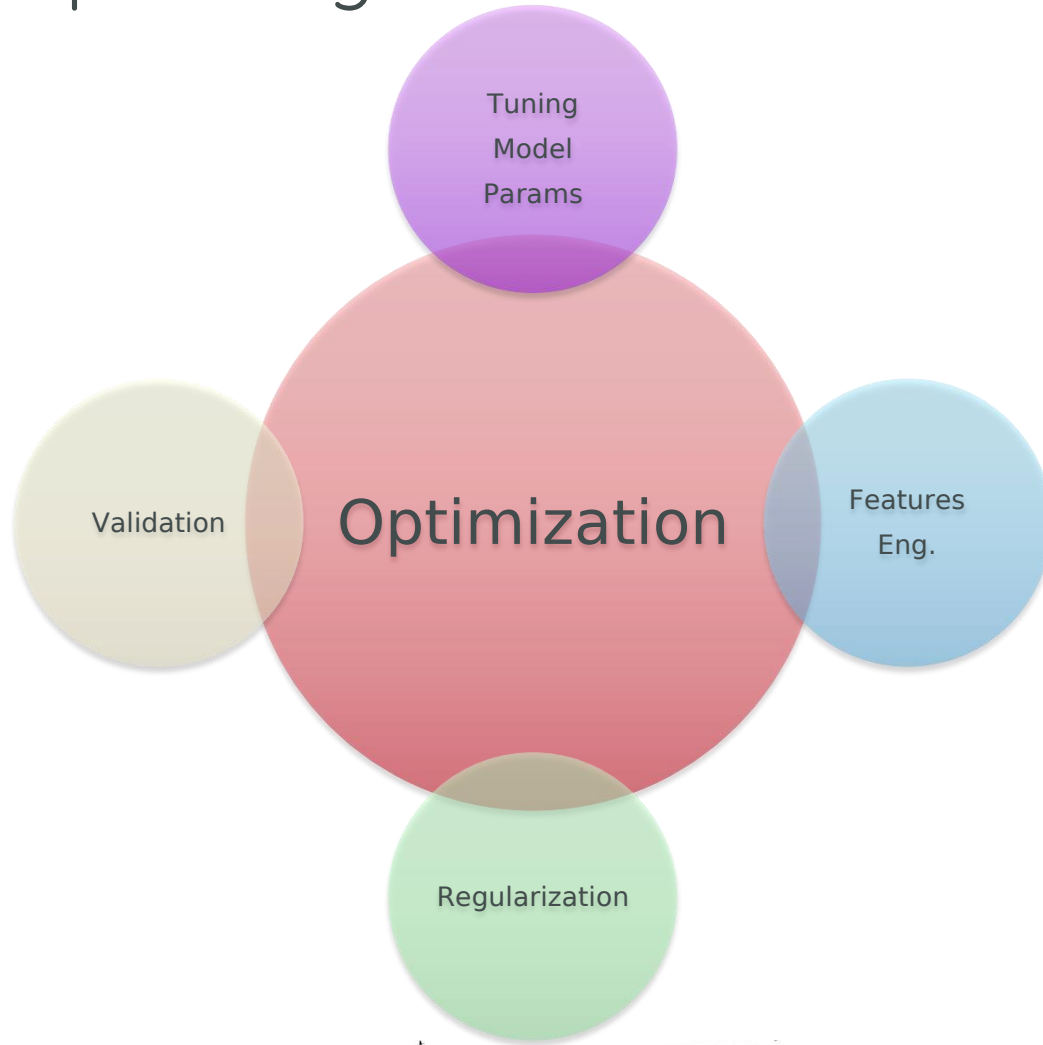 Tuning
Model
Params
Validation
Optimization
Features
Eng.
Regularization